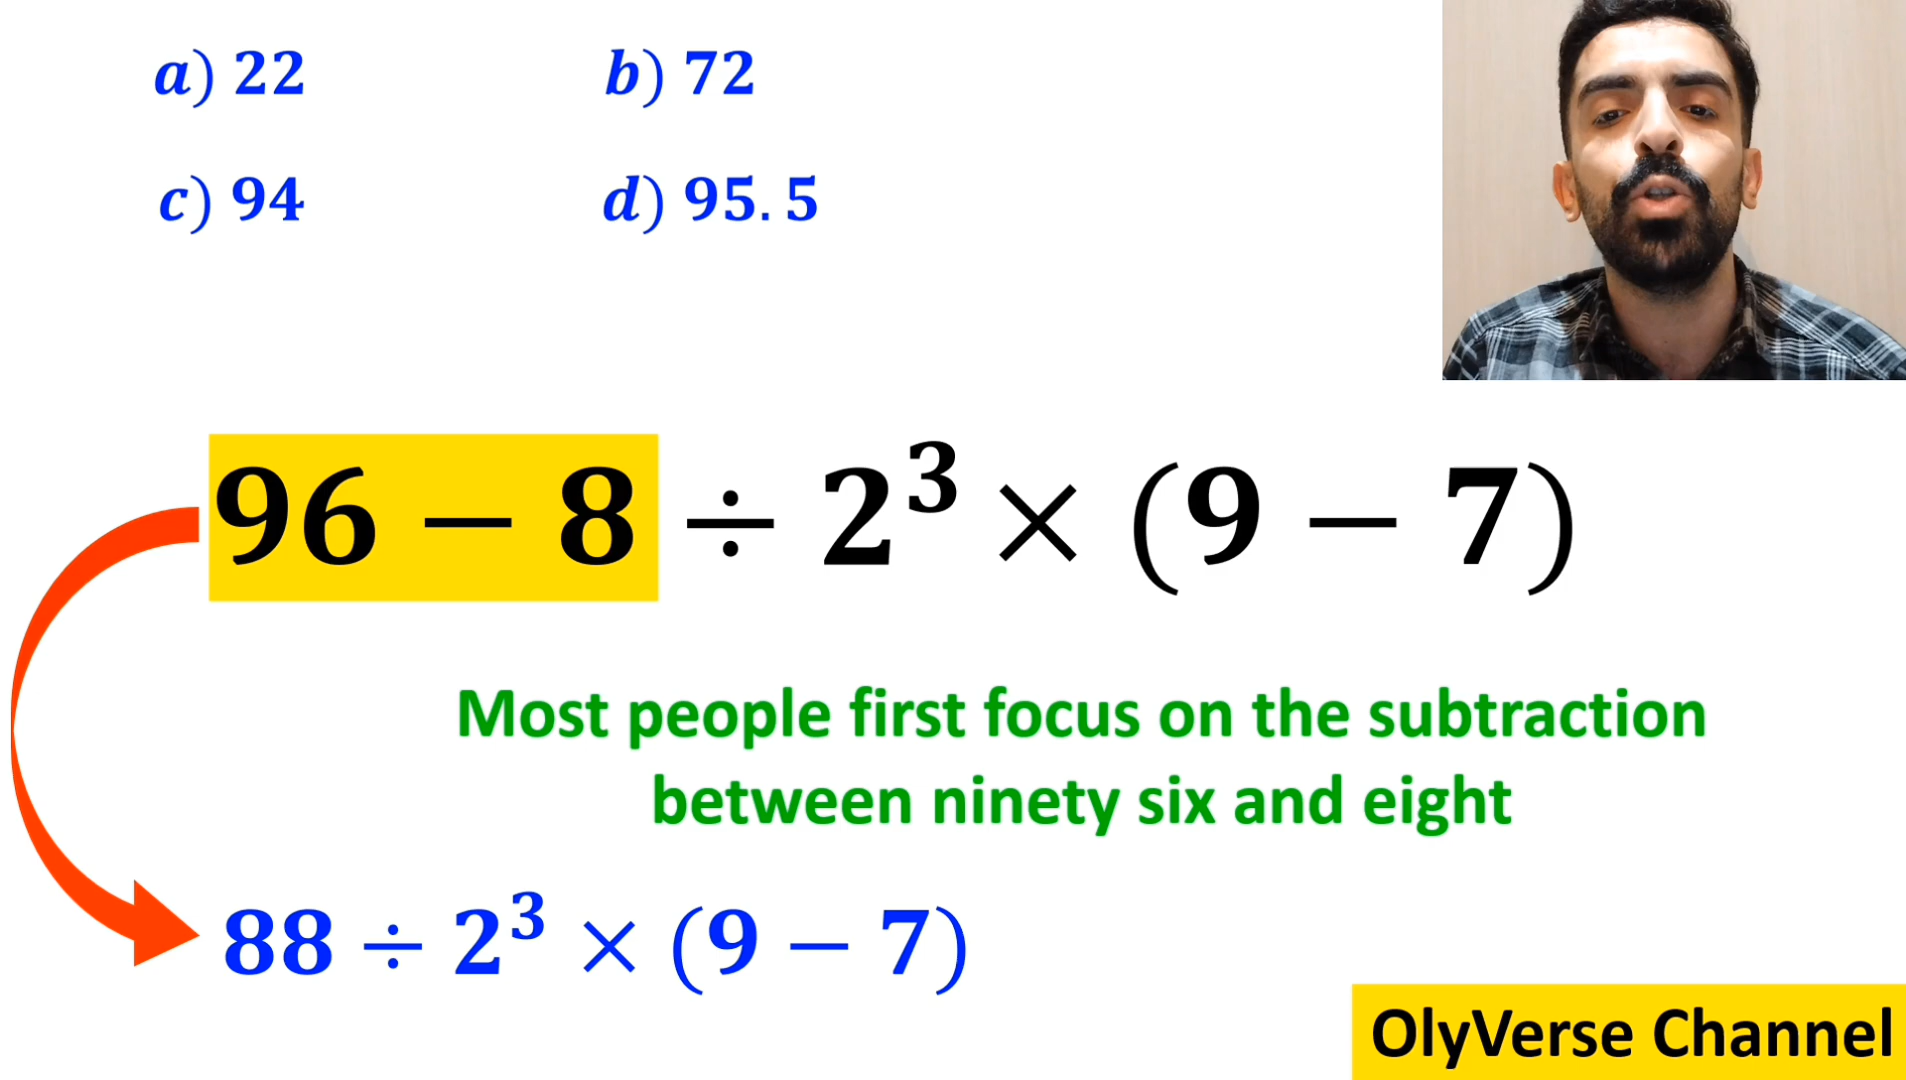 a) 22 b) 72
c) 94 d) 95.5
96 − 8 ÷ 2³ × (9 − 7)
Most people first focus on the subtraction
between ninety six and eight
88 ÷ 2³ × (9 − 7)
OlyVerse Channel